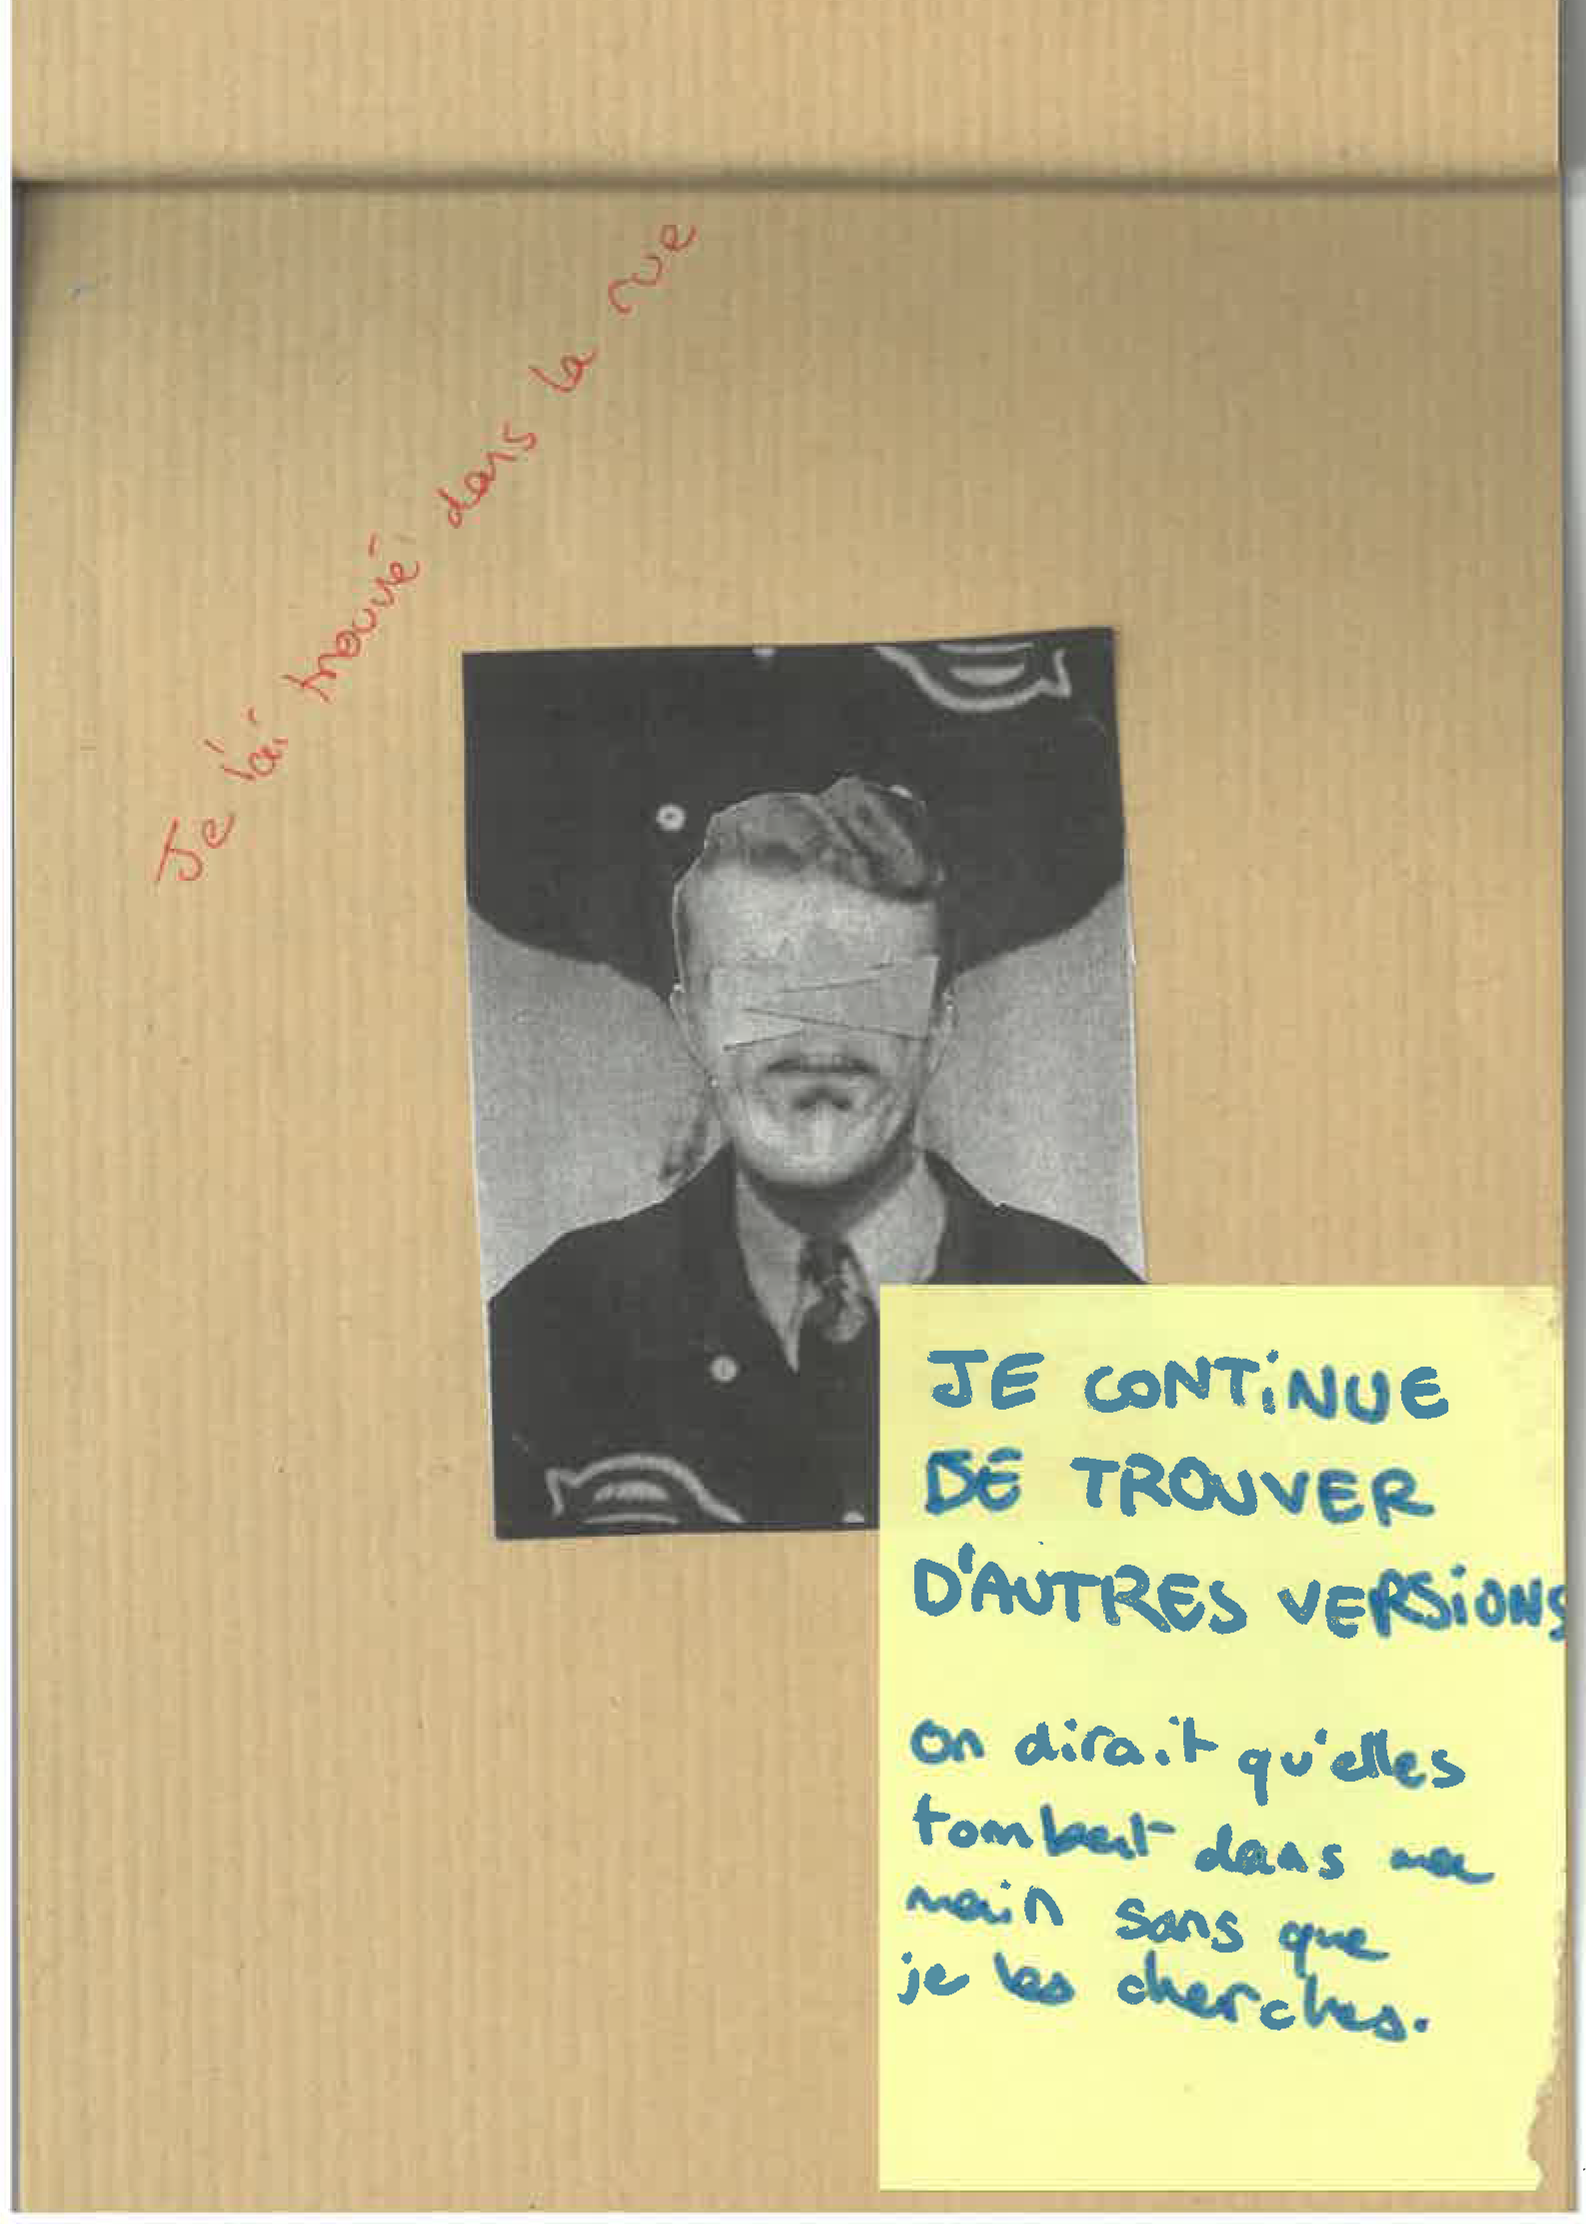 Je l'ai trouvé dans la rue
JE CONTiNUE
DE TROUVER
D'AUTRES VERSiONS
on dirait qu'elles
tombent dans ma
main sans que
je les cherches.